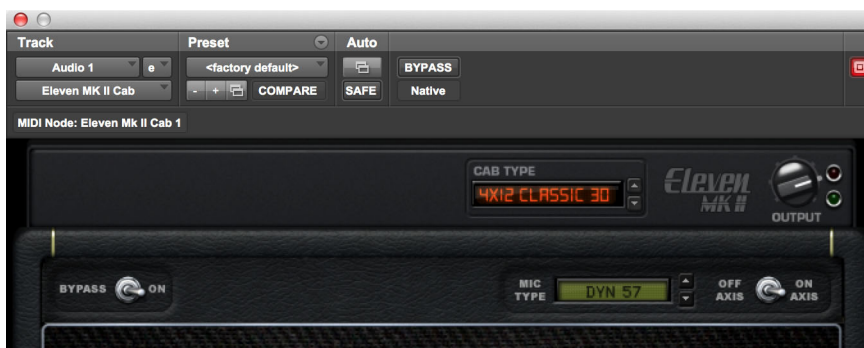 Track Preset Auto
Audio 1 e <factory default> BYPASS
Eleven MK II Cab - + COMPARE SAFE Native
MIDI Node: Eleven Mk II Cab 1
CAB TYPE
4X12 CLASSIC 30
Eleven
MK II
OUTPUT
BYPASS ON
MIC
TYPE
DYN 57
OFF
AXIS
ON
AXIS